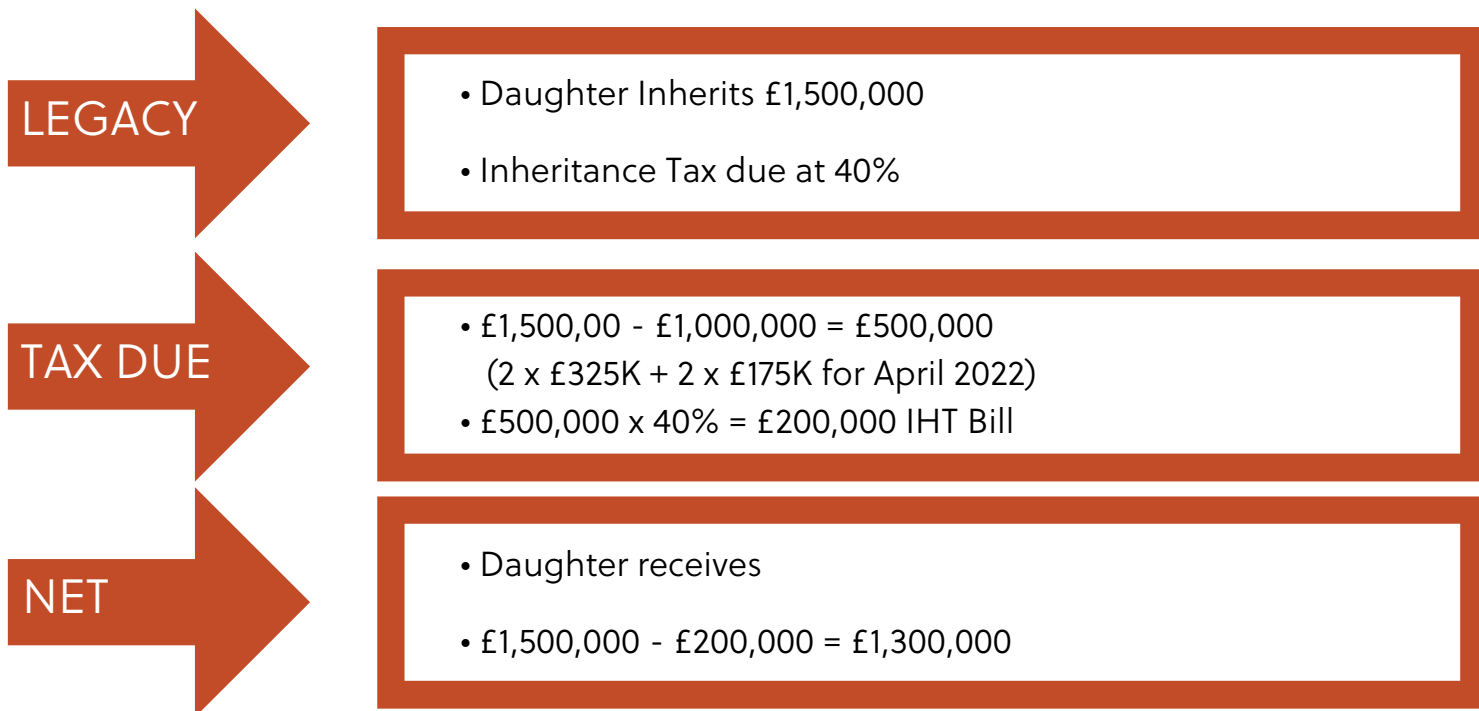 LEGACY
• Daughter Inherits £1,500,000
• Inheritance Tax due at 40%
TAX DUE
• £1,500,00 - £1,000,000 = £500,000
(2 x £325K + 2 x £175K for April 2022)
• £500,000 x 40% = £200,000 IHT Bill
NET
• Daughter receives
• £1,500,000 - £200,000 = £1,300,000